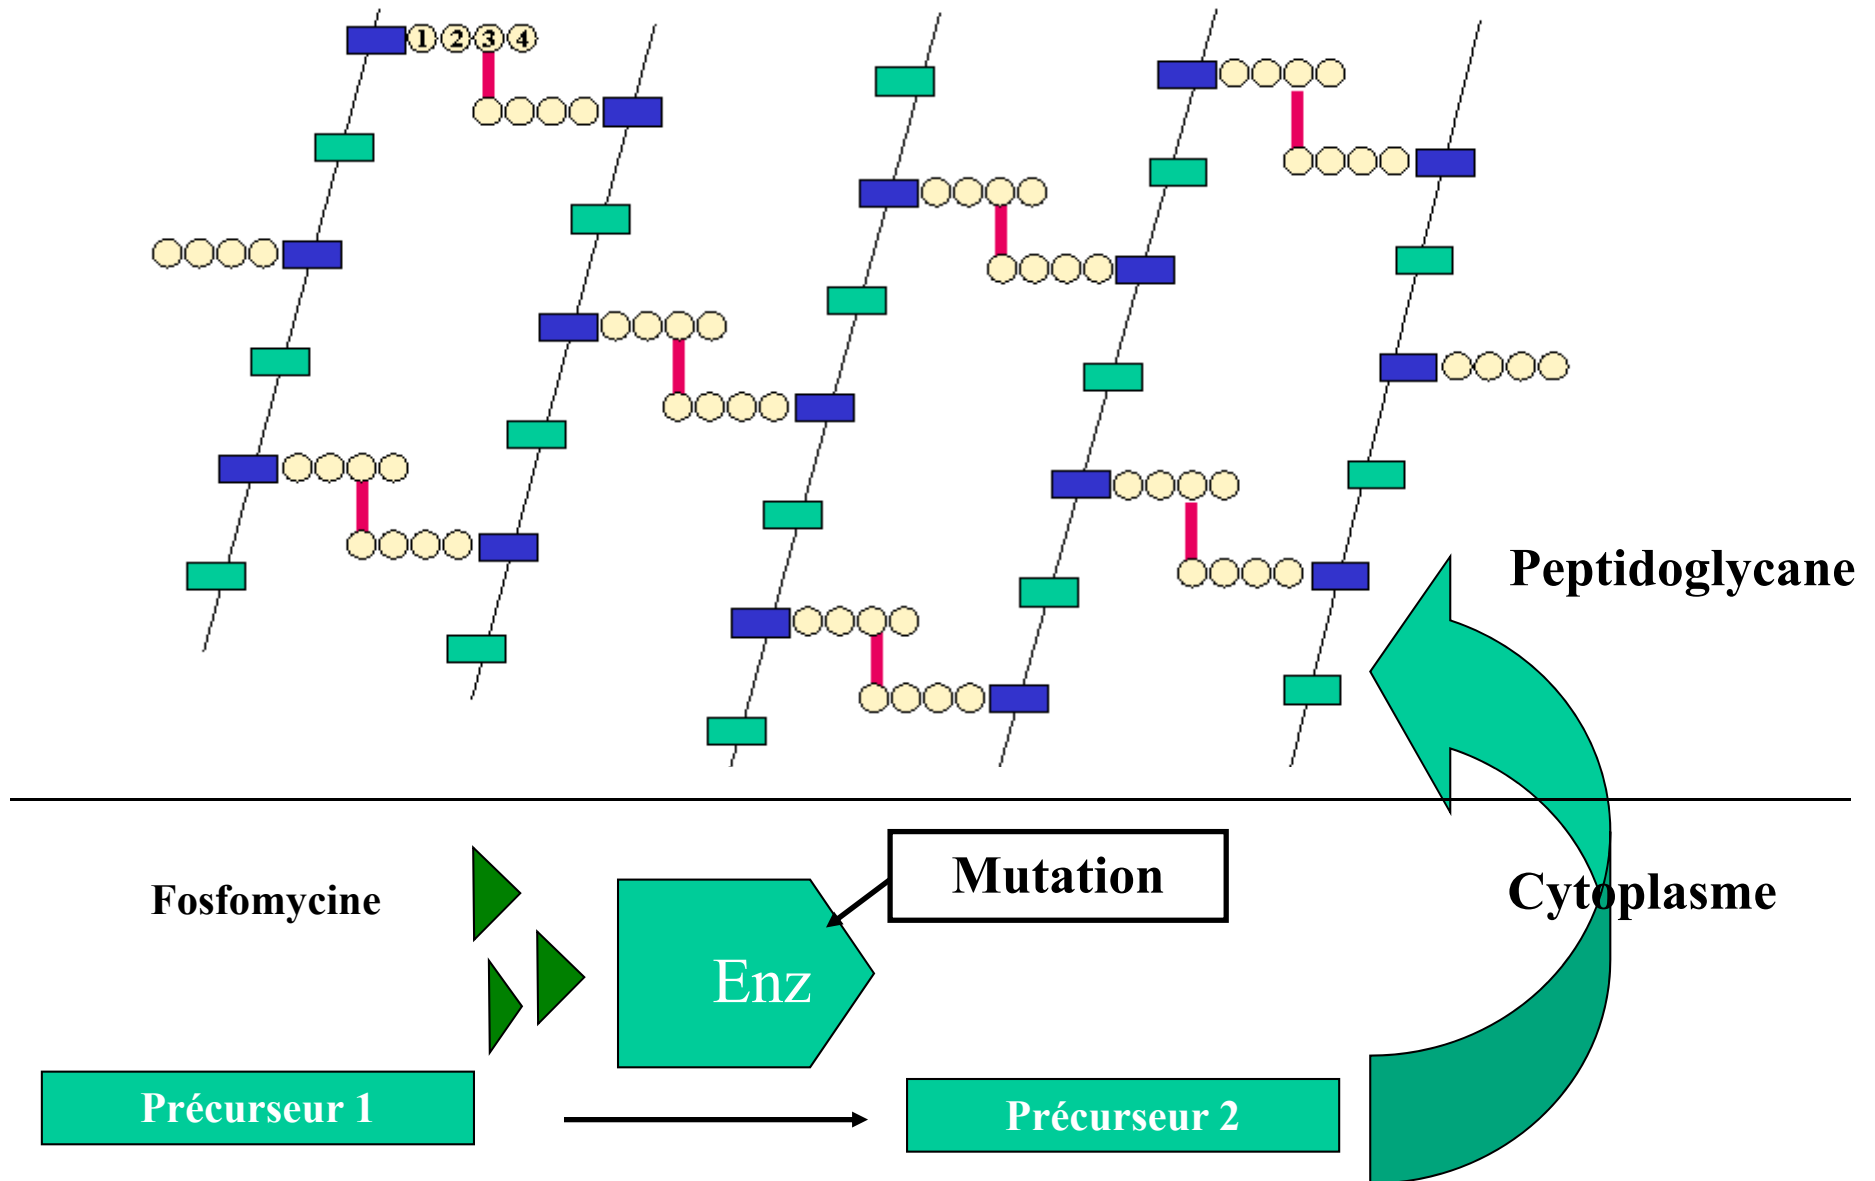 1 2 3 4
Peptidoglycane
Mutation
Fosfomycine
Cytoplasme
Enz
Précurseur 1
Précurseur 2